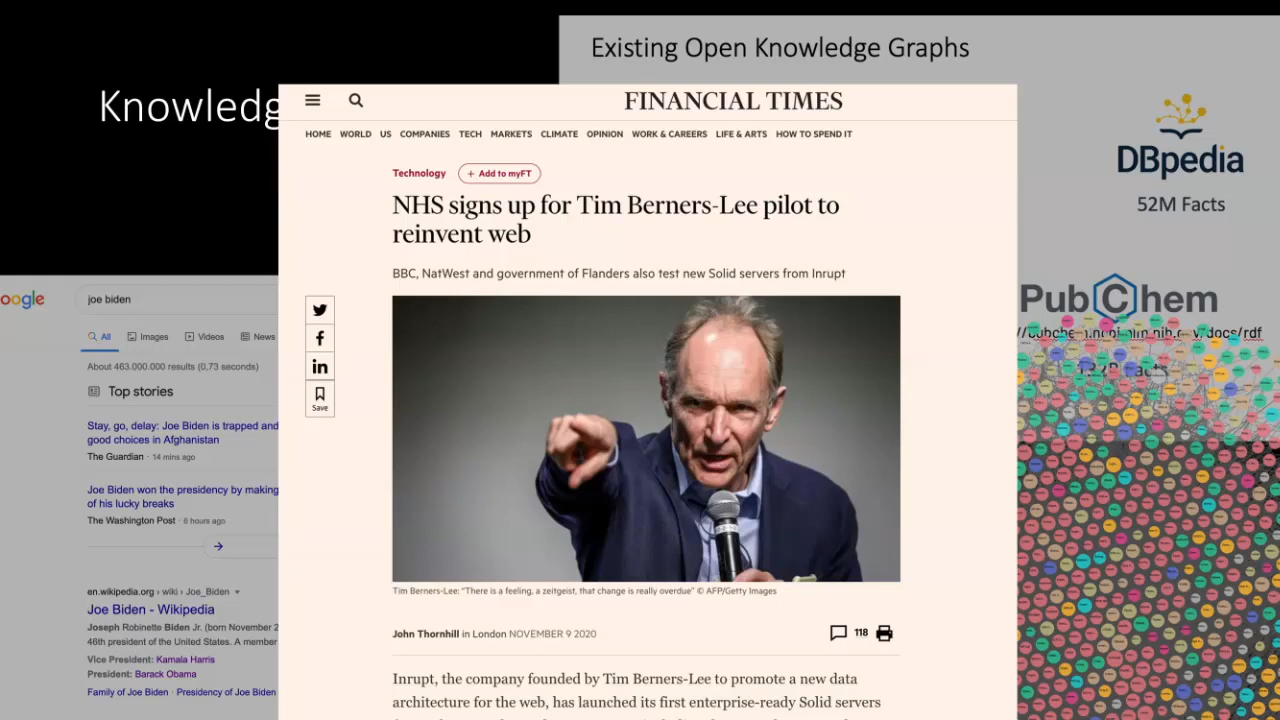 Existing Open Knowledge Graphs
Knowledg
DBpedia
52M Facts
PubChem
FINANCIAL TIMES
HOME WORLD US COMPANIES TECH MARKETS CLIMATE OPINION WORK & CAREERS LIFE & ARTS HOW TO SPEND IT
Technology + Add to myFT
NHS signs up for Tim Berners-Lee pilot to
reinvent web
BBC, NatWest and government of Flanders also test new Solid servers from Inrupt
Save
Tim Berners-Lee: “There is a feeling, a zeitgeist, that change is really overdue” © AFP/Getty Images
John Thornhill in London NOVEMBER 9 2020
118
Inrupt, the company founded by Tim Berners-Lee to promote a new data
architecture for the web, has launched its first enterprise-ready Solid servers
oogle
joe biden
All Images Videos News
About 463.000.000 results (0,73 seconds)
Top stories
Stay, go, delay: Joe Biden is trapped and
good choices in Afghanistan
The Guardian · 14 mins ago
Joe Biden won the presidency by making
of his lucky breaks
The Washington Post · 6 hours ago
en.wikipedia.org › wiki › Joe_Biden
Joe Biden - Wikipedia
Joseph Robinette Biden Jr. (born November 2
46th president of the United States. A member
Vice President: Kamala Harris
President: Barack Obama
Family of Joe Biden · Presidency of Joe Biden